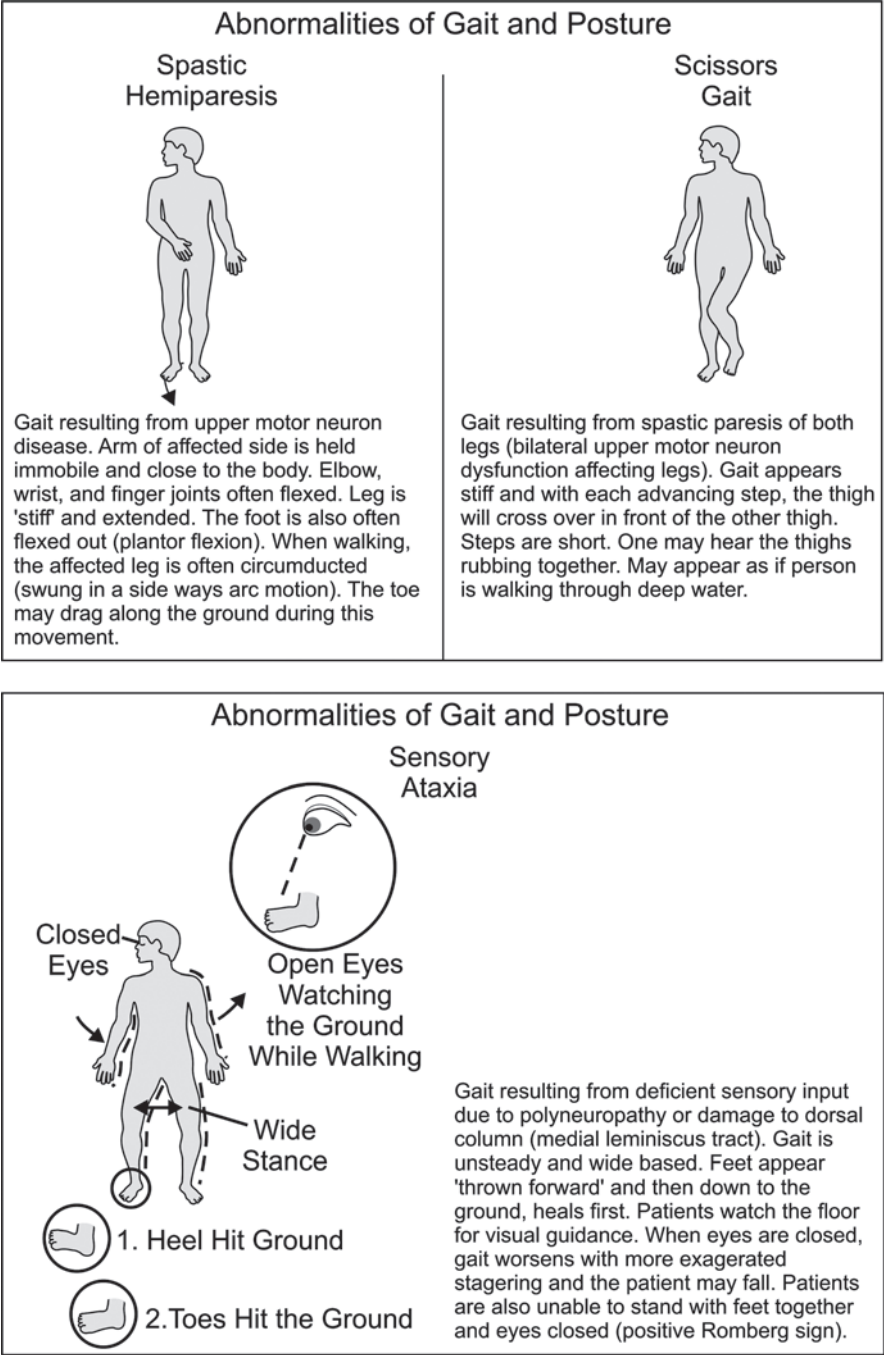 Abnormalities of Gait and Posture
Spastic
Hemiparesis
Gait resulting from upper motor neuron
disease. Arm of affected side is held
immobile and close to the body. Elbow,
wrist, and finger joints often flexed. Leg is
'stiff' and extended. The foot is also often
flexed out (plantor flexion). When walking,
the affected leg is often circumducted
(swung in a side ways arc motion). The toe
may drag along the ground during this
movement.
Scissors
Gait
Gait resulting from spastic paresis of both
legs (bilateral upper motor neuron
dysfunction affecting legs). Gait appears
stiff and with each advancing step, the thigh
will cross over in front of the other thigh.
Steps are short. One may hear the thighs
rubbing together. May appear as if person
is walking through deep water.
Abnormalities of Gait and Posture
Sensory
Ataxia
Closed
Eyes
Open Eyes
Watching
the Ground
While Walking
Wide
Stance
1. Heel Hit Ground
2.Toes Hit the Ground
Gait resulting from deficient sensory input
due to polyneuropathy or damage to dorsal
column (medial leminiscus tract). Gait is
unsteady and wide based. Feet appear
'thrown forward' and then down to the
ground, heals first. Patients watch the floor
for visual guidance. When eyes are closed,
gait worsens with more exagerated
stagering and the patient may fall. Patients
are also unable to stand with feet together
and eyes closed (positive Romberg sign).